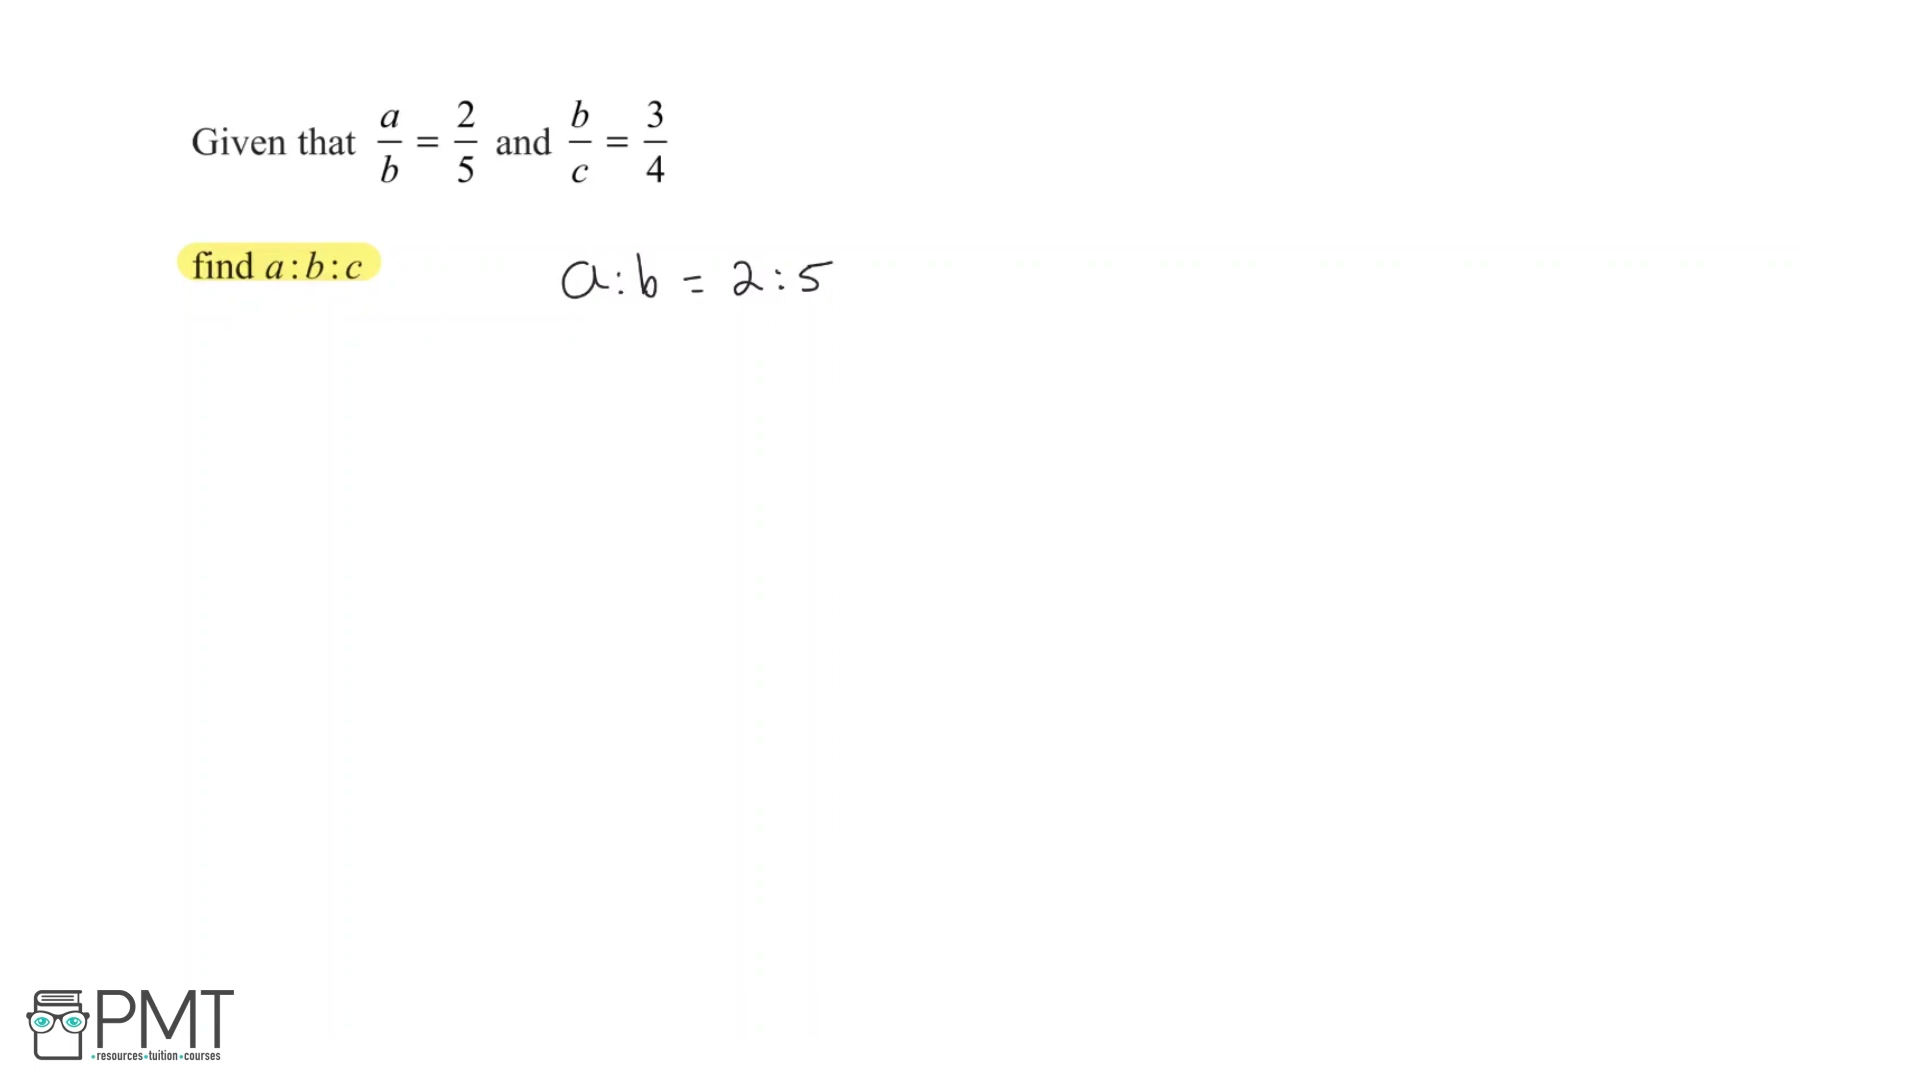 Given that a/b = 2/5 and b/c = 3/4
find a : b : c
a : b = 2 : 5
PMT
•resources•tuition•courses